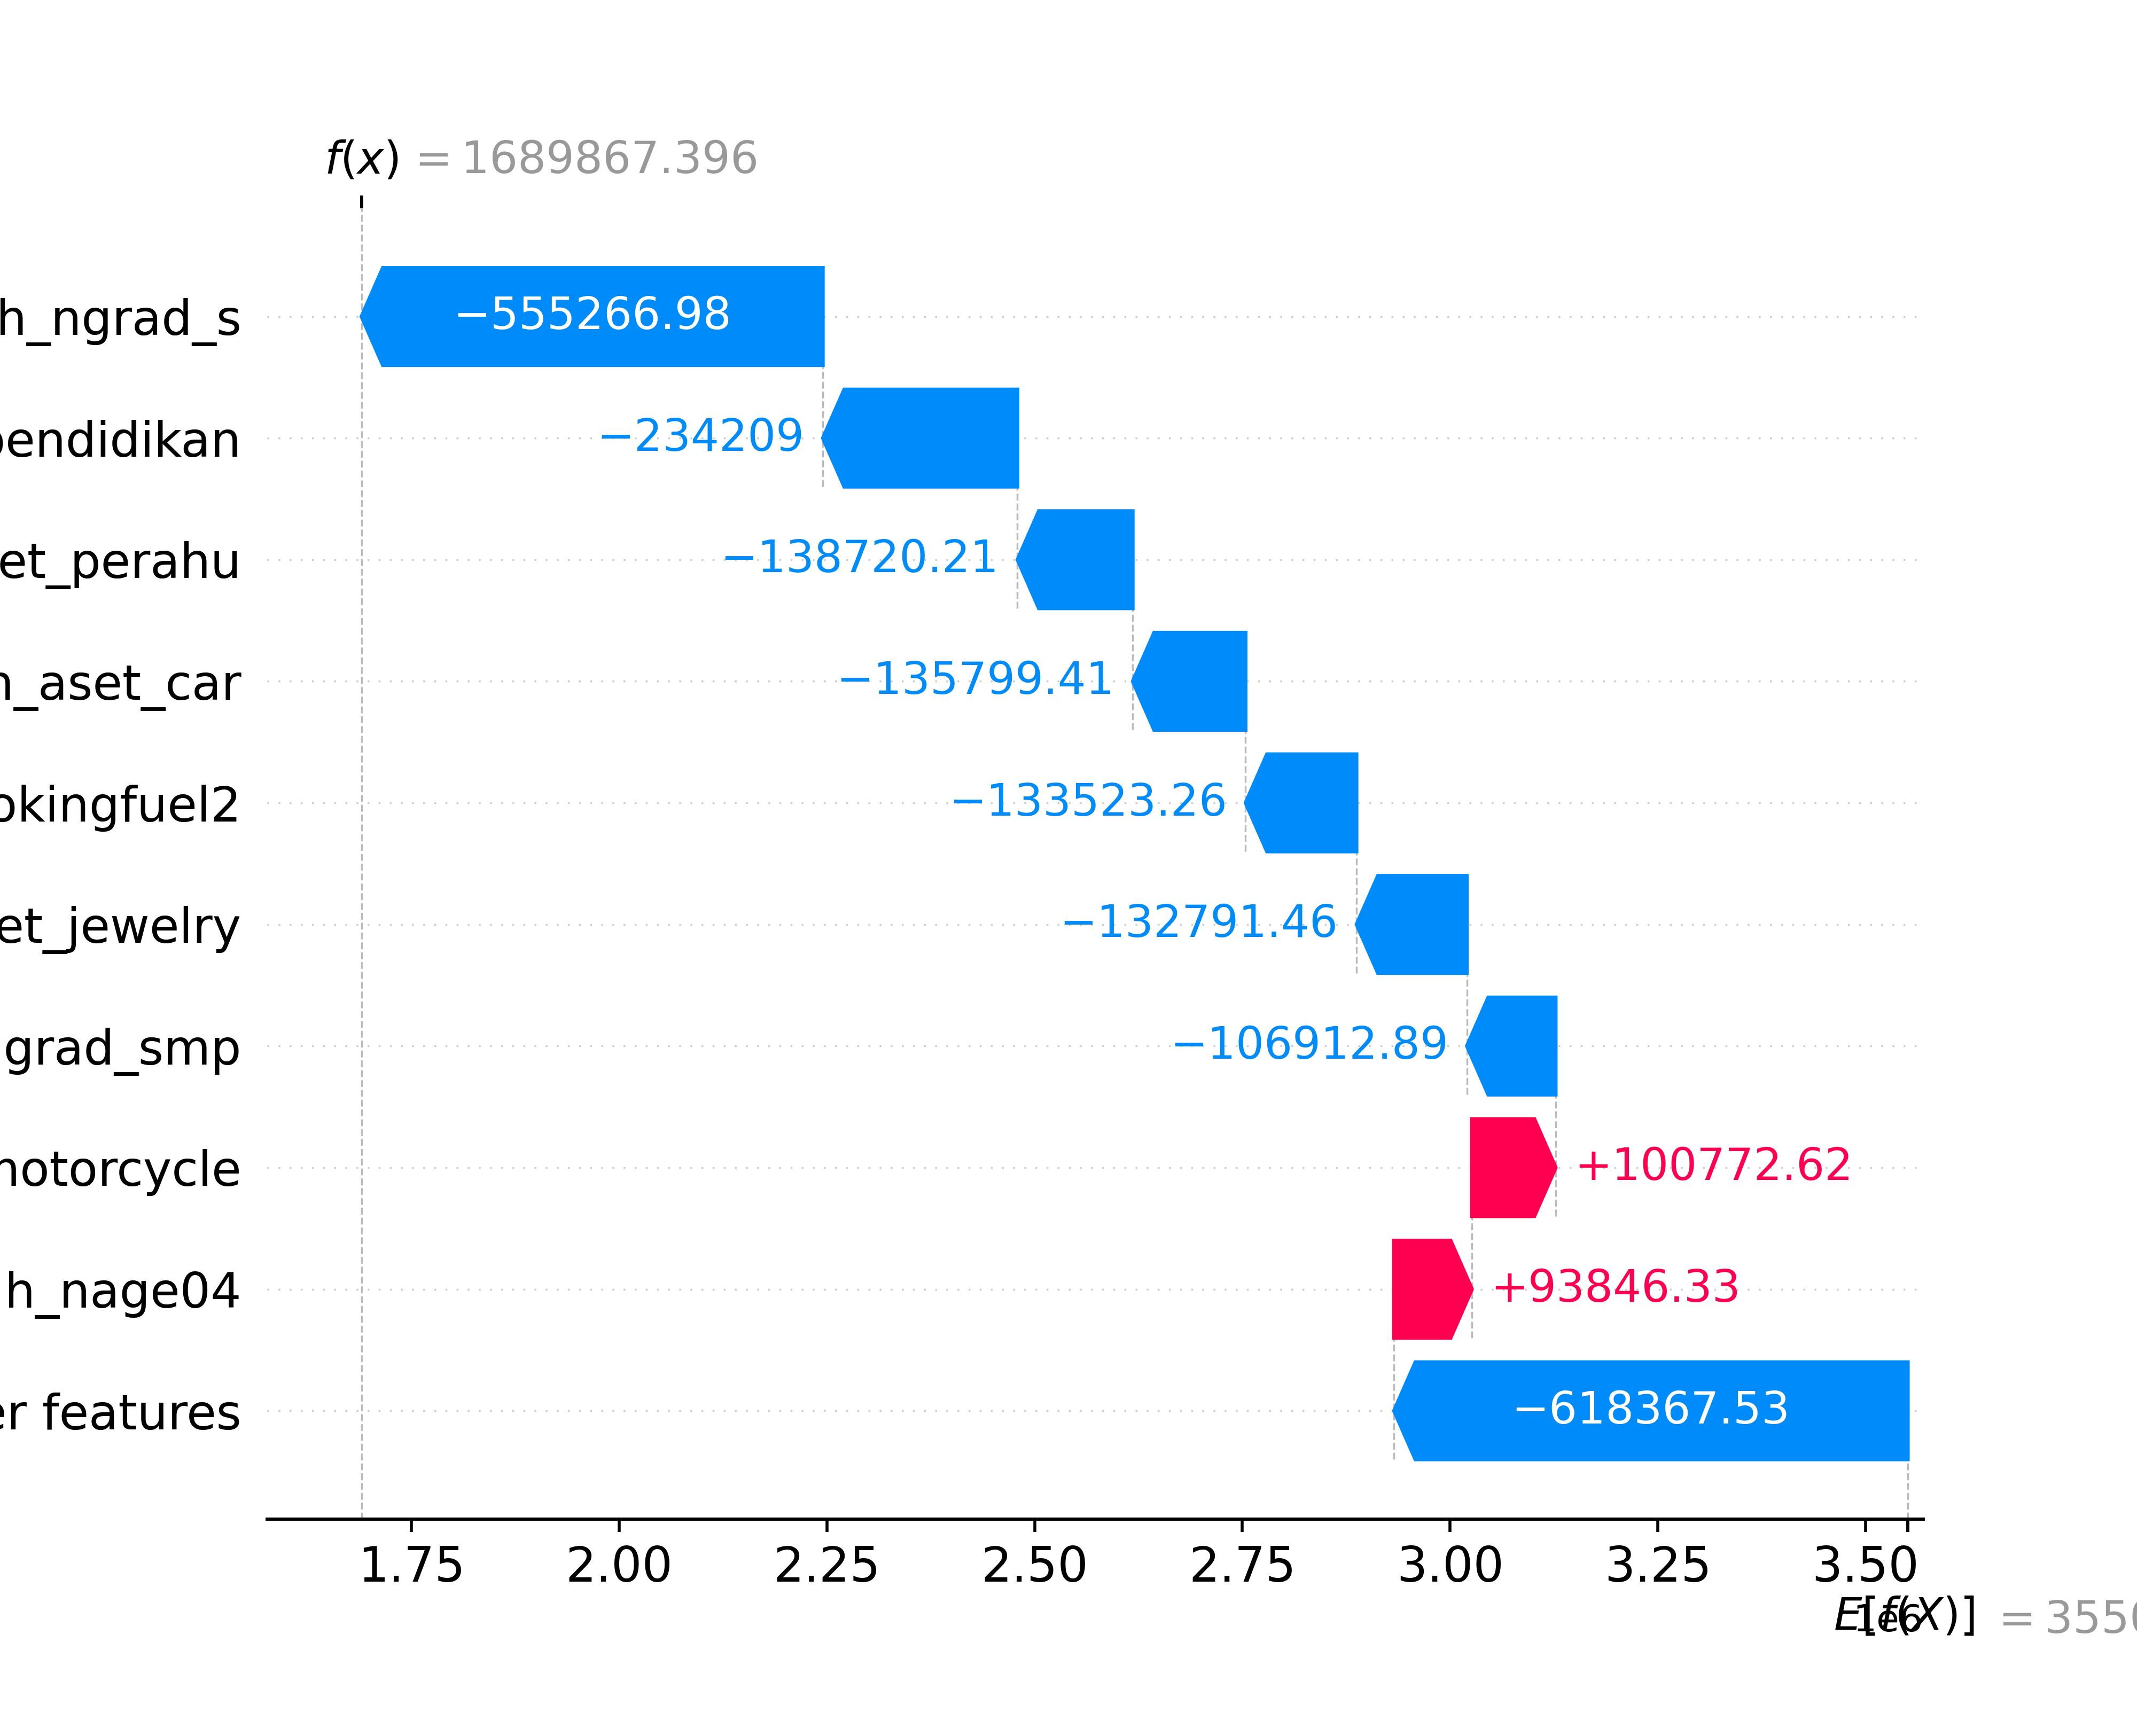 f(x) = 1689867.396
h_ngrad_s −555266.98
endidikan −234209
et_perahu −138720.21
_aset_car −135799.41
okingfuel2 −133523.26
et_jewelry −132791.46
grad_smp −106912.89
otorcycle +100772.62
h_nage04 +93846.33
er features −618367.53
1.75 2.00 2.25 2.50 2.75 3.00 3.25 3.50
1e6
E[f(X)] = 3550